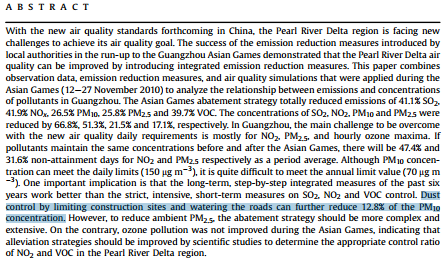 A B S T R A C T
With the new air quality standards forthcoming in China, the Pearl River Delta region is facing new
challenges to achieve its air quality goal. The success of the emission reduction measures introduced by
local authorities in the run-up to the Guangzhou Asian Games demonstrated that the Pearl River Delta air
quality can be improved by introducing integrated emission reduction measures. This paper combines
observation data, emission reduction measures, and air quality simulations that were applied during the
Asian Games (12–27 November 2010) to analyze the relationship between emissions and concentrations
of pollutants in Guangzhou. The Asian Games abatement strategy totally reduced emissions of 41.1% SO₂,
41.9% NOₓ, 26.5% PM₁₀, 25.8% PM₂.₅ and 39.7% VOC. The concentrations of SO₂, NO₂, PM₁₀ and PM₂.₅ were
reduced by 66.8%, 51.3%, 21.5% and 17.1%, respectively. In Guangzhou, the main challenge to be overcome
with the new air quality daily requirements is mostly for NO₂, PM₂.₅, and hourly ozone maxima. If
pollutants maintain the same concentrations before and after the Asian Games, there will be 47.4% and
31.6% non-attainment days for NO₂ and PM₂.₅ respectively as a period average. Although PM₁₀ concen-
tration can meet the daily limits (150 μg m⁻³), it is quite difficult to meet the annual limit value (70 μg m
⁻³). One important implication is that the long-term, step-by-step integrated measures of the past six
years work better than the strict, intensive, short-measures on SO₂, NO₂ and VOC control. Dust
control by limiting construction sites and watering the roads can further reduce 12.8% of the PM₁₀
concentration. However, to reduce ambient PM₂.₅, the abatement strategy should be more complex and
extensive. On the contrary, ozone pollution was not improved during the Asian Games, indicating that
alleviation strategies should be improved by scientific studies to determine the appropriate control ratio
of NO₂ and VOC in the Pearl River Delta region.